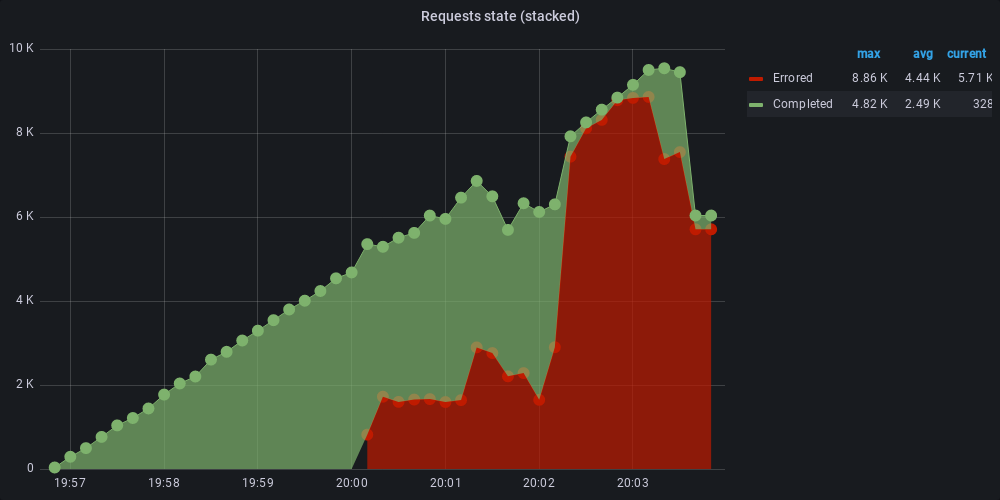 Requests state (stacked)
10 K
8 K
6 K
4 K
2 K
0
19:57 19:58 19:59 20:00 20:01 20:02 20:03
max avg current
Errored 8.86 K 4.44 K 5.71 K
Completed 4.82 K 2.49 K 328